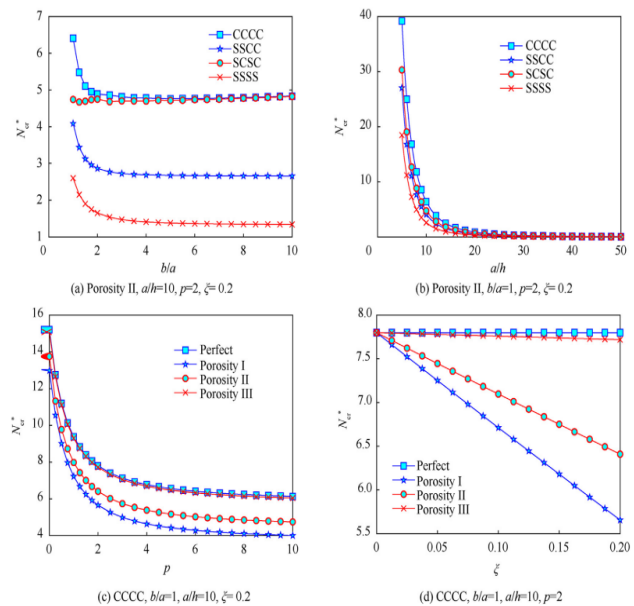 7
6
5
4
3
2
1
N*cr
CCCC
SSCC
SCSC
SSSS
0 2 4 6 8 10
b/a
(a) Porosity II, a/h=10, p=2, ξ= 0.2
40
30
20
10
N*cr
CCCC
SSCC
SCSC
SSSS
0 10 20 30 40 50
a/h
(b) Porosity II, b/a=1, p=2, ξ= 0.2
16
14
12
10
8
6
4
N*cr
Perfect
Porosity I
Porosity II
Porosity III
0 2 4 6 8 10
p
(c) CCCC, b/a=1, a/h=10, ξ= 0.2
8.0
7.5
7.0
6.5
6.0
5.5
N*cr
Perfect
Porosity I
Porosity II
Porosity III
0 0.05 0.10 0.15 0.20
ξ
(d) CCCC, b/a=1, a/h=10, p=2